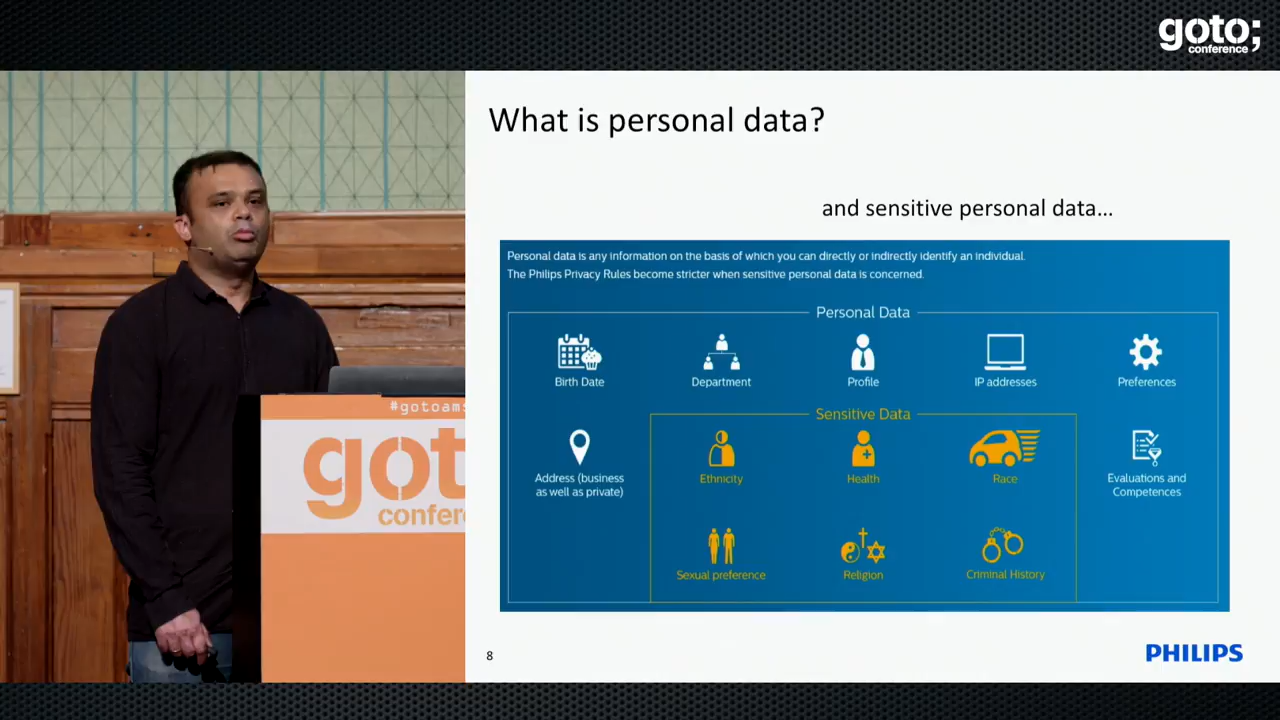 goto;
conference
What is personal data?
and sensitive personal data...
Personal data is any information on the basis of which you can directly or indirectly identify an individual.
The Philips Privacy Rules become stricter when sensitive personal data is concerned.
Personal Data
Birth Date
Department
Profile
IP addresses
Preferences
Sensitive Data
Address (business
as well as private)
Ethnicity
Health
Race
Evaluations and
Competences
Sexual preference
Religion
Criminal History
8
PHILIPS
#gotoams
got
confere